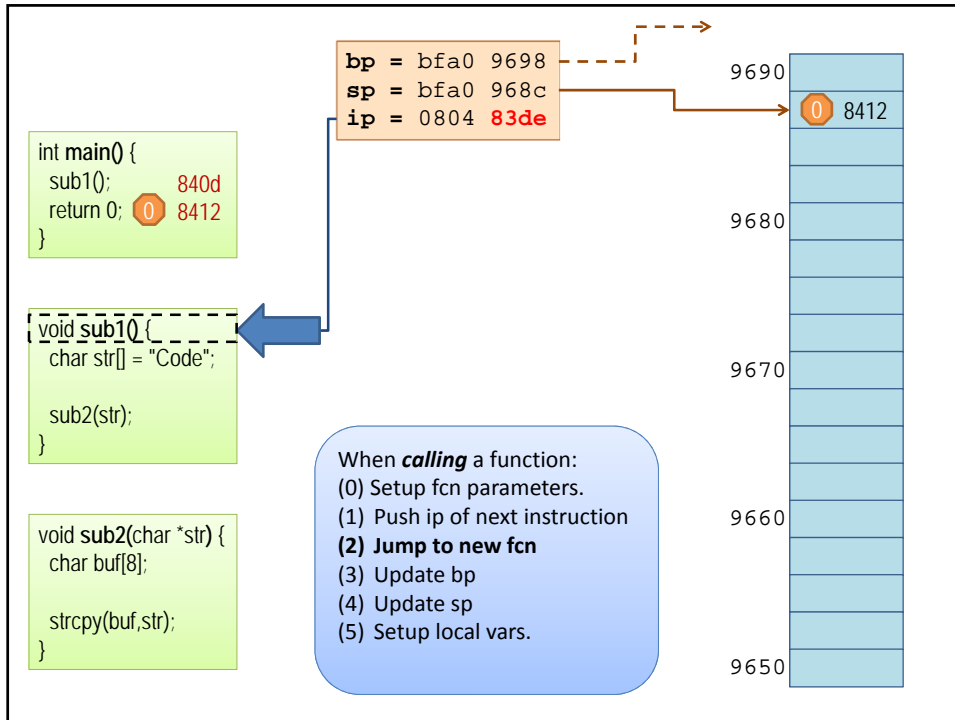 bp = bfa0 9698
sp = bfa0 968c
ip = 0804 83de
int main() {
sub1(); 840d
return 0; 0 8412
}
void sub1() {
char str[] = "Code";
sub2(str);
}
void sub2(char *str) {
char buf[8];
strcpy(buf,str);
}
When calling a function:
(0) Setup fcn parameters.
(1) Push ip of next instruction
(2) Jump to new fcn
(3) Update bp
(4) Update sp
(5) Setup local vars.
9690
0 8412
9680
9670
9660
9650